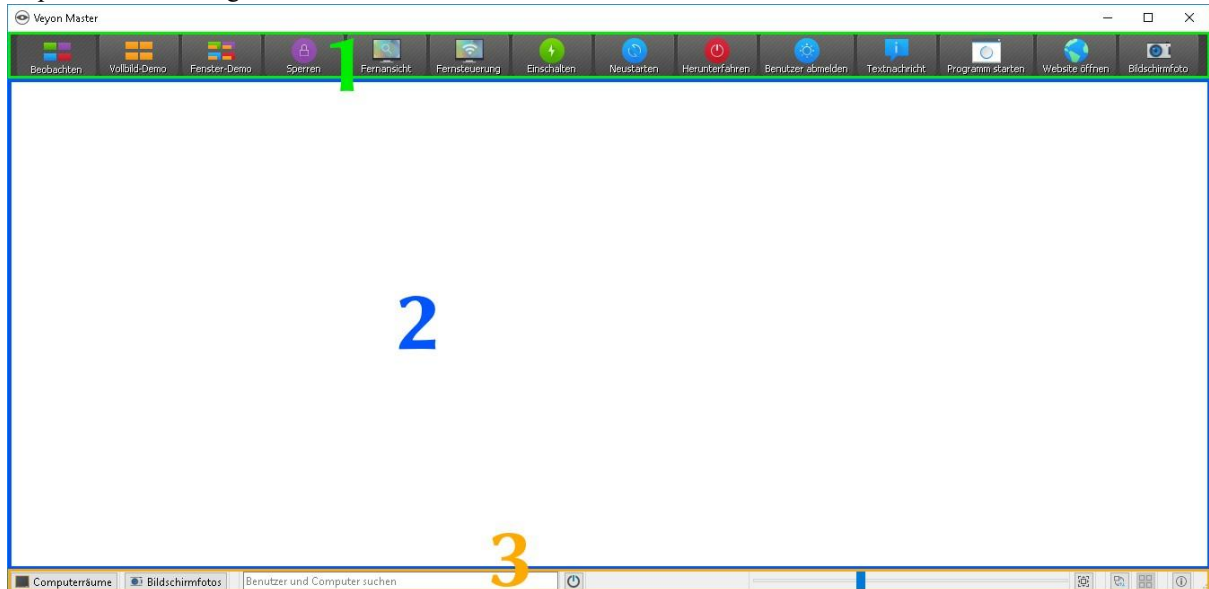 Veyon Master
Beobachten Vollbild-Demo Fenster-Demo Sperren Fernansicht Fernsteuerung Einschalten Neustarten Herunterfahren Benutzer abmelden Textnachricht Programm starten Website öffnen Bildschirmfoto
1
2
3
Computerräume Bildschirmfotos Benutzer und Computer suchen